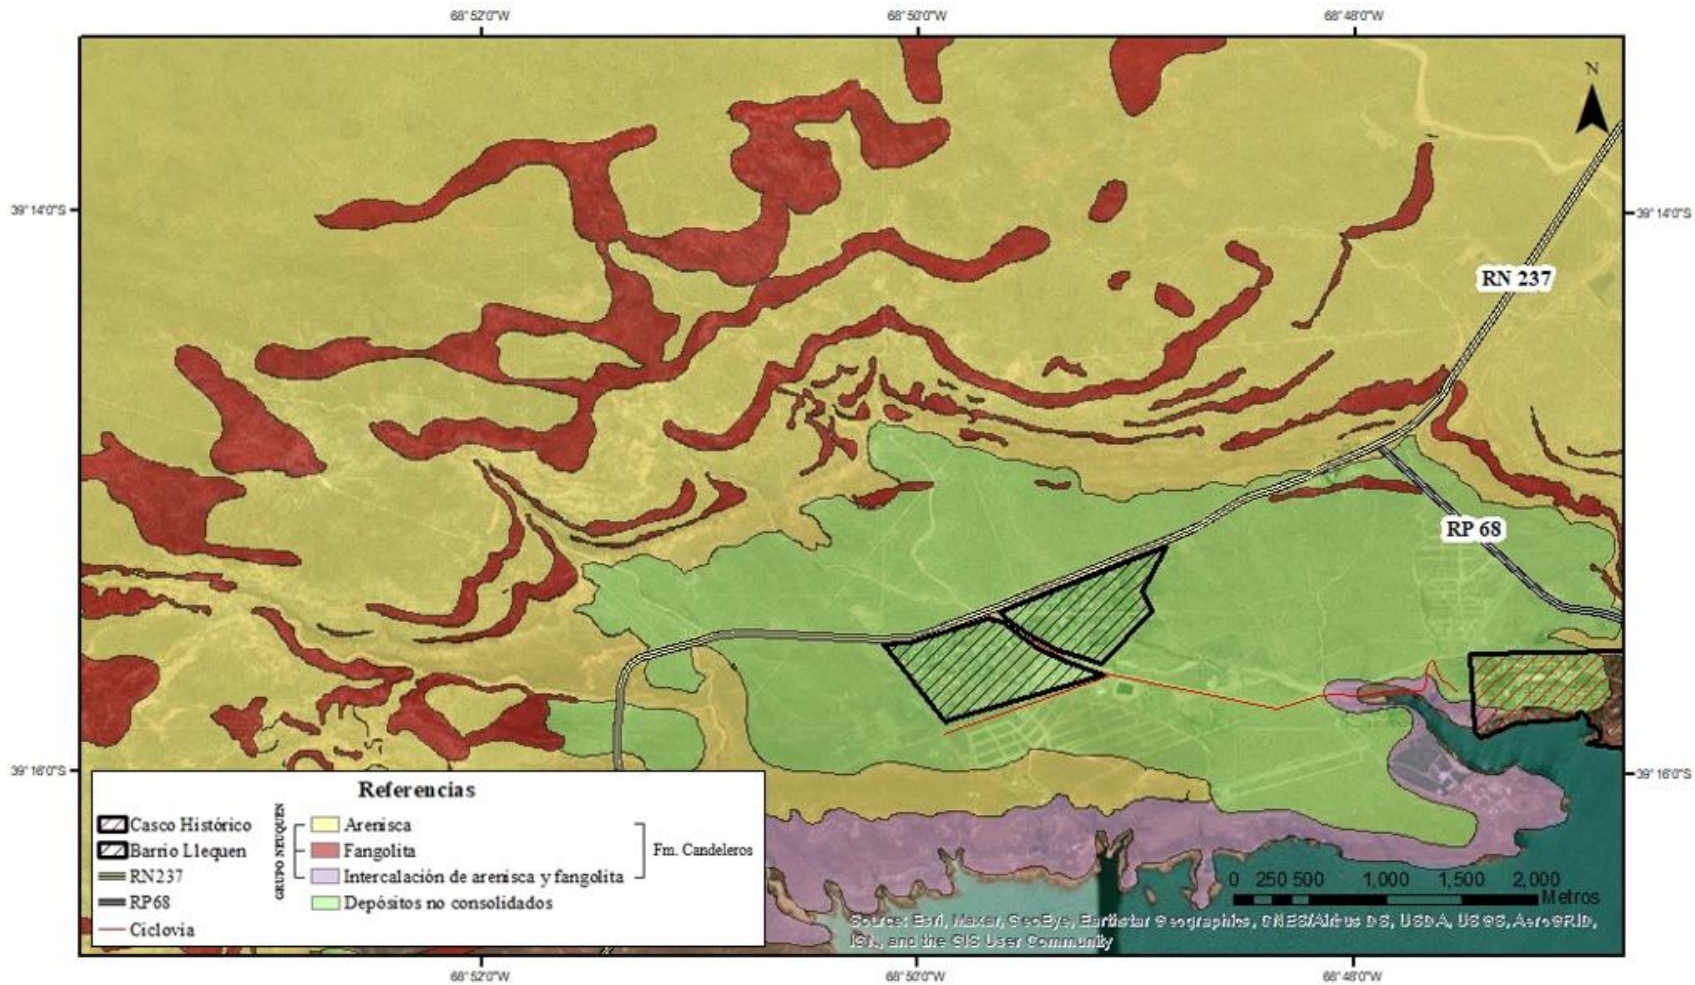 68°52'0"W
68°50'0"W
68°48'0"W
N
39°14'0"S
39°14'0"S
RN 237
RP 68
39°16'0"S
39°16'0"S
Referencias
Casco Histórico
Barrio Llequen
RN237
RP68
Ciclovia
GRUPO NEUQUEN
Arenisca
Fangolita
Intercalación de arenisca y fangolita
Depósitos no consolidados
Fm. Candeleros
0 250 500 1,000 1,500 2,000
Metros
Source: Esri, Maxar, GeoEye, Earthstar Geographics, CNES/Airbus DS, USDA, USGS, AeroGRID,
IGN, and the GIS User Community
68°52'0"W
68°50'0"W
68°48'0"W